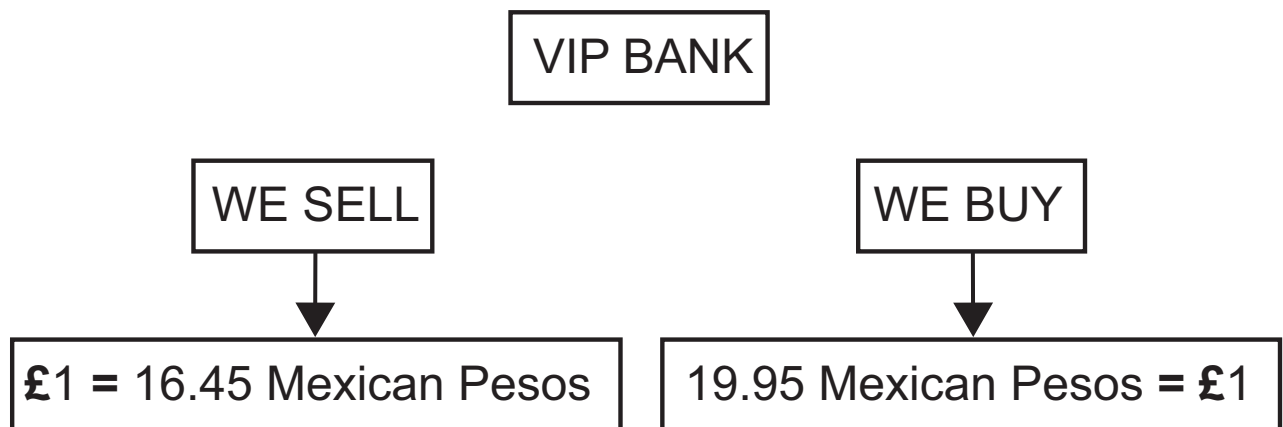 VIP BANK
WE SELL
WE BUY
£1 = 16.45 Mexican Pesos
19.95 Mexican Pesos = £1